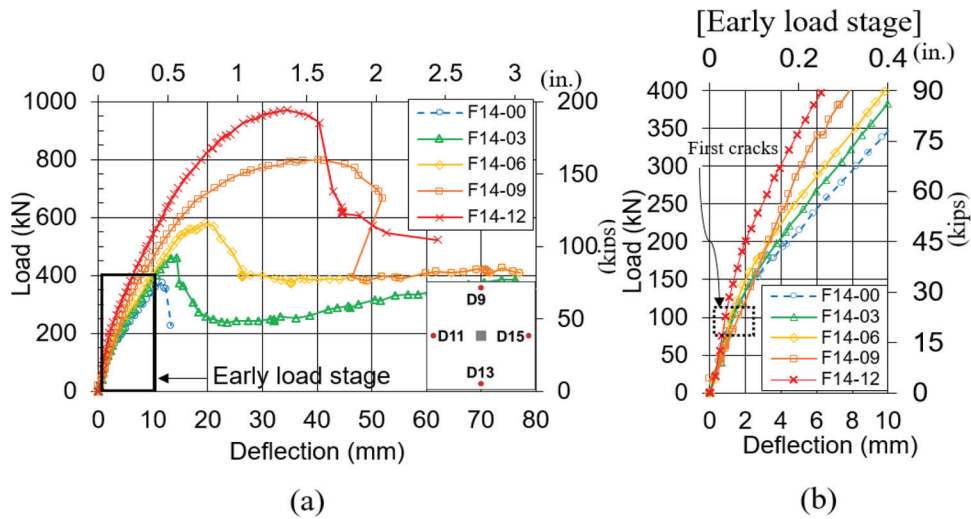 [Early load stage]
0 0.5 1 1.5 2 2.5 3 (in.)
1000
800
600
400
200
0
Load (kN)
200
150
100
50
0
(kips)
F14-00
F14-03
F14-06
F14-09
F14-12
D9
D11
D15
D13
Early load stage
0 10 20 30 40 50 60 70 80
Deflection (mm)
(a)
0 0.2 0.4
(in.)
400
350
300
250
200
150
100
50
0
Load (kN)
First cracks
90
75
60
45
30
15
0
(kips)
F14-00
F14-03
F14-06
F14-09
F14-12
0 2 4 6 8 10
Deflection (mm)
(b)